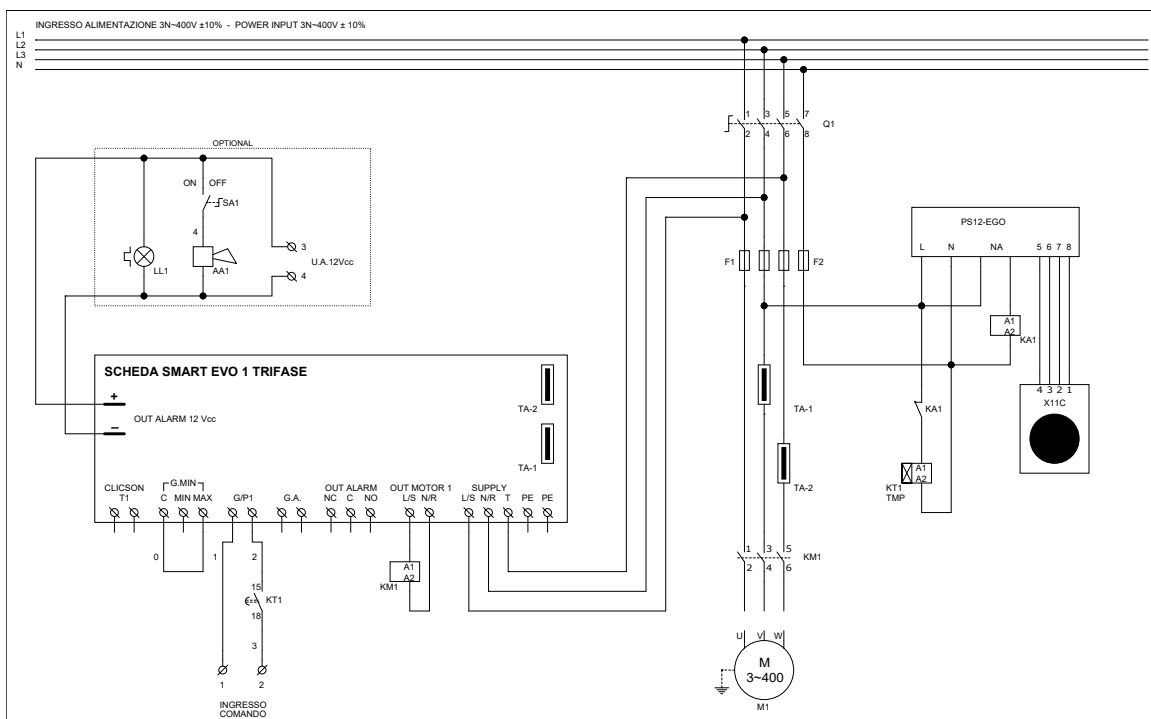 INGRESSO ALIMENTAZIONE 3N~400V ±10% - POWER INPUT 3N~400V ± 10%
L1
L2
L3
N
1 3 5 7
2 4 6 8
Q1
OPTIONAL
ON OFF
SA1
4
3
U.A.12Vcc
4
LL1
AA1
PS12-EGO
L N NA 5 6 7 8
F1
F2
A1
A2
KA1
4 3 2 1
X11C
KA1
A1
A2
KT1
TMP
TA-1
TA-2
SCHEDA SMART EVO 1 TRIFASE
+
OUT ALARM 12 Vcc
–
TA-2
TA-1
CLICSON
T1
G.MIN
C MIN MAX
G/P1
G.A.
OUT ALARM
NC C NO
OUT MOTOR 1
L/S N/R
SUPPLY
L/S N/R T PE PE
0
1
2
A1
A2
KM1
15
KT1
18
3
1 2
INGRESSO
COMANDO
1 3 5
2 4 6
KM1
U V W
M
3~400
M1